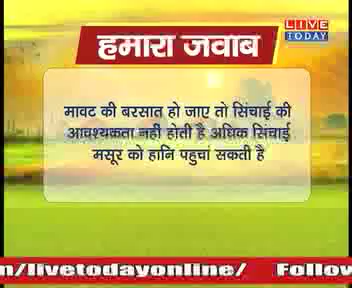 हमारा जवाब
LIVE
TODAY
मावट की बरसात हो जाए तो सिंचाई की
आवश्यकता नही होती है अधिक सिंचाई
मसूर को हानि पहुचा सकती है
n/livetodayonline/ Follow